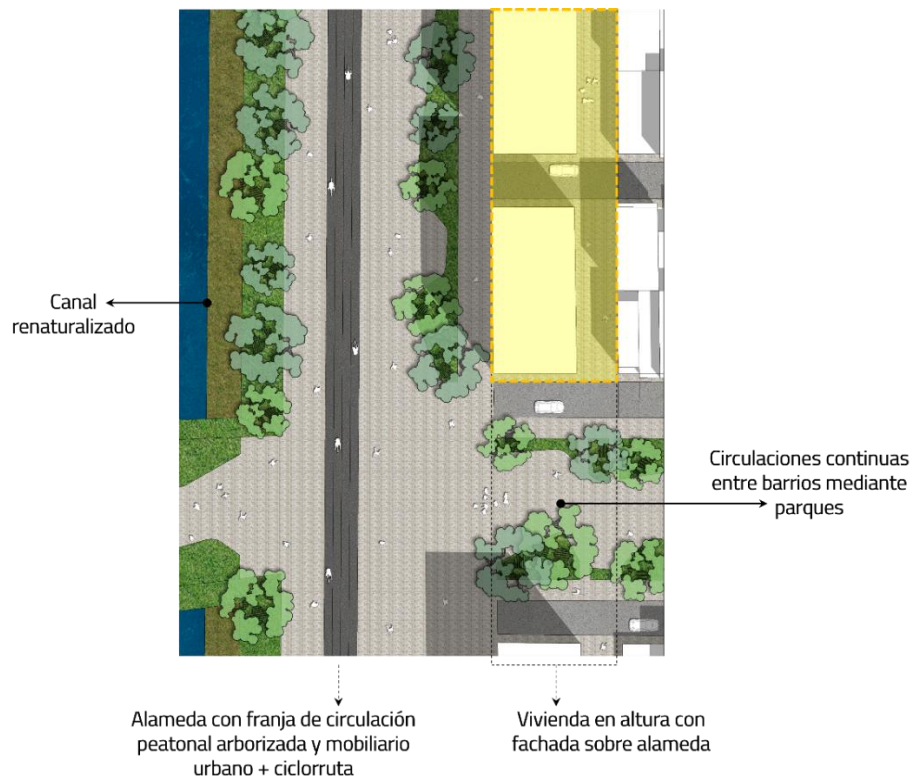 Canal
renaturalizado
Circulaciones continuas
entre barrios mediante
parques
Alameda con franja de circulación
peatonal arborizada y mobiliario
urbano + ciclorruta
Vivienda en altura con
fachada sobre alameda